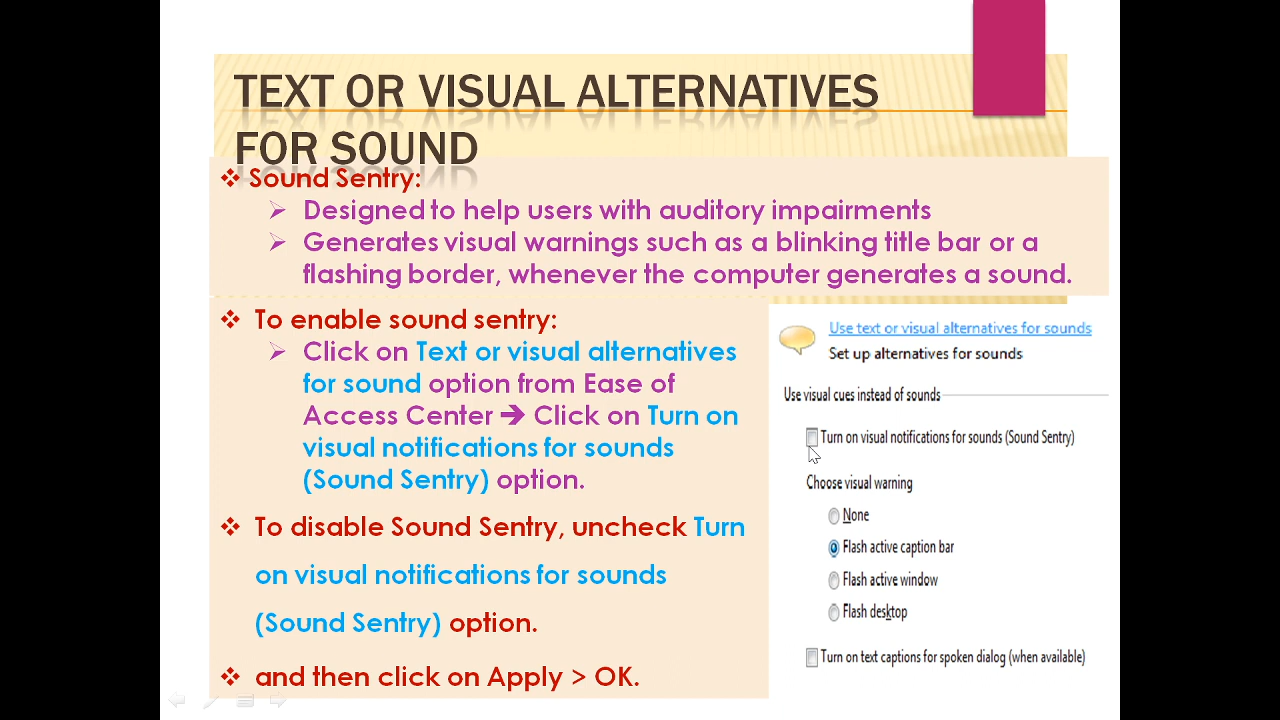 TEXT OR VISUAL ALTERNATIVES
FOR SOUND
❖ Sound Sentry:
➢ Designed to help users with auditory impairments
➢ Generates visual warnings such as a blinking title bar or a
flashing border, whenever the computer generates a sound.
❖ To enable sound sentry:
➢ Click on Text or visual alternatives
for sound option from Ease of
Access Center ➔ Click on Turn on
visual notifications for sounds
(Sound Sentry) option.
❖ To disable Sound Sentry, uncheck Turn
on visual notifications for sounds
(Sound Sentry) option.
❖ and then click on Apply > OK.
Use text or visual alternatives for sounds
Set up alternatives for sounds
Use visual cues instead of sounds
Turn on visual notifications for sounds (Sound Sentry)
Choose visual warning
None
Flash active caption bar
Flash active window
Flash desktop
Turn on text captions for spoken dialog (when available)